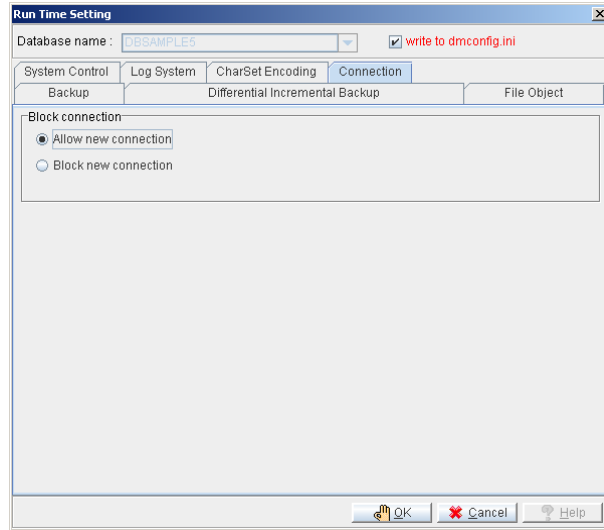 Run Time Setting
Database name : DBSAMPLE5 write to dmconfig.ini
System Control Log System CharSet Encoding Connection
Backup Differential Incremental Backup File Object
Block connection
Allow new connection
Block new connection
OK Cancel Help